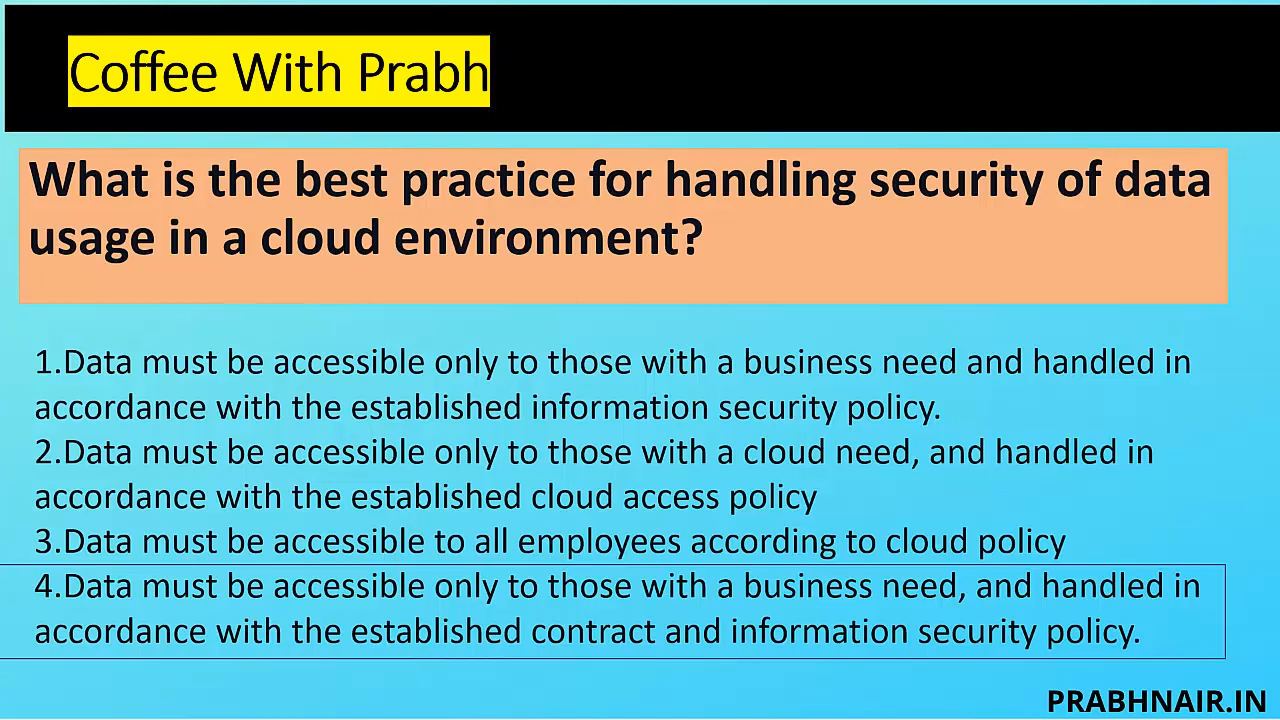 Coffee With Prabh
What is the best practice for handling security of data
usage in a cloud environment?
1.Data must be accessible only to those with a business need and handled in
accordance with the established information security policy.
2.Data must be accessible only to those with a cloud need, and handled in
accordance with the established cloud access policy
3.Data must be accessible to all employees according to cloud policy
4.Data must be accessible only to those with a business need, and handled in
accordance with the established contract and information security policy.
PRABHNAIR.IN